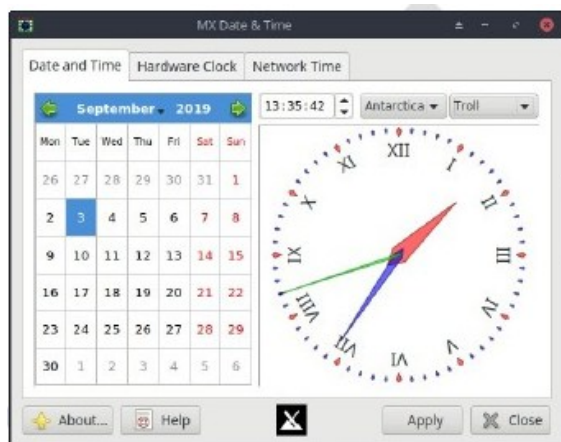 MX Date & Time
Date and Time Hardware Clock Network Time
September 2019 13:35:42 Antarctica Troll
Mon Tue Wed Thu Fri Sat Sun
26 27 28 29 30 31 1
2 3 4 5 6 7 8
9 10 11 12 13 14 15
16 17 18 19 20 21 22
23 24 25 26 27 28 29
30 1 2 3 4 5 6
XII
I
II
III
IV
V
VI
VII
VIII
IX
X
XI
About... Help X Apply Close